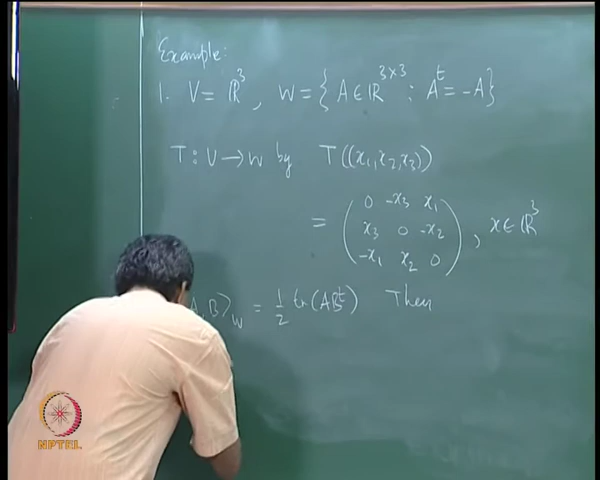 Example:
1. V = ℝ³, W = { A ∈ ℝ³ˣ³ : Aᵗ = -A }
T : V → W by T((x₁, x₂, x₃))
= ( 0 -x₃ x₁
x₃ 0 -x₂
-x₁ x₂ 0 ), x ∈ ℝ³
A, B⟩_W = 1/2 tr(ABᵗ) Then
NPTEL